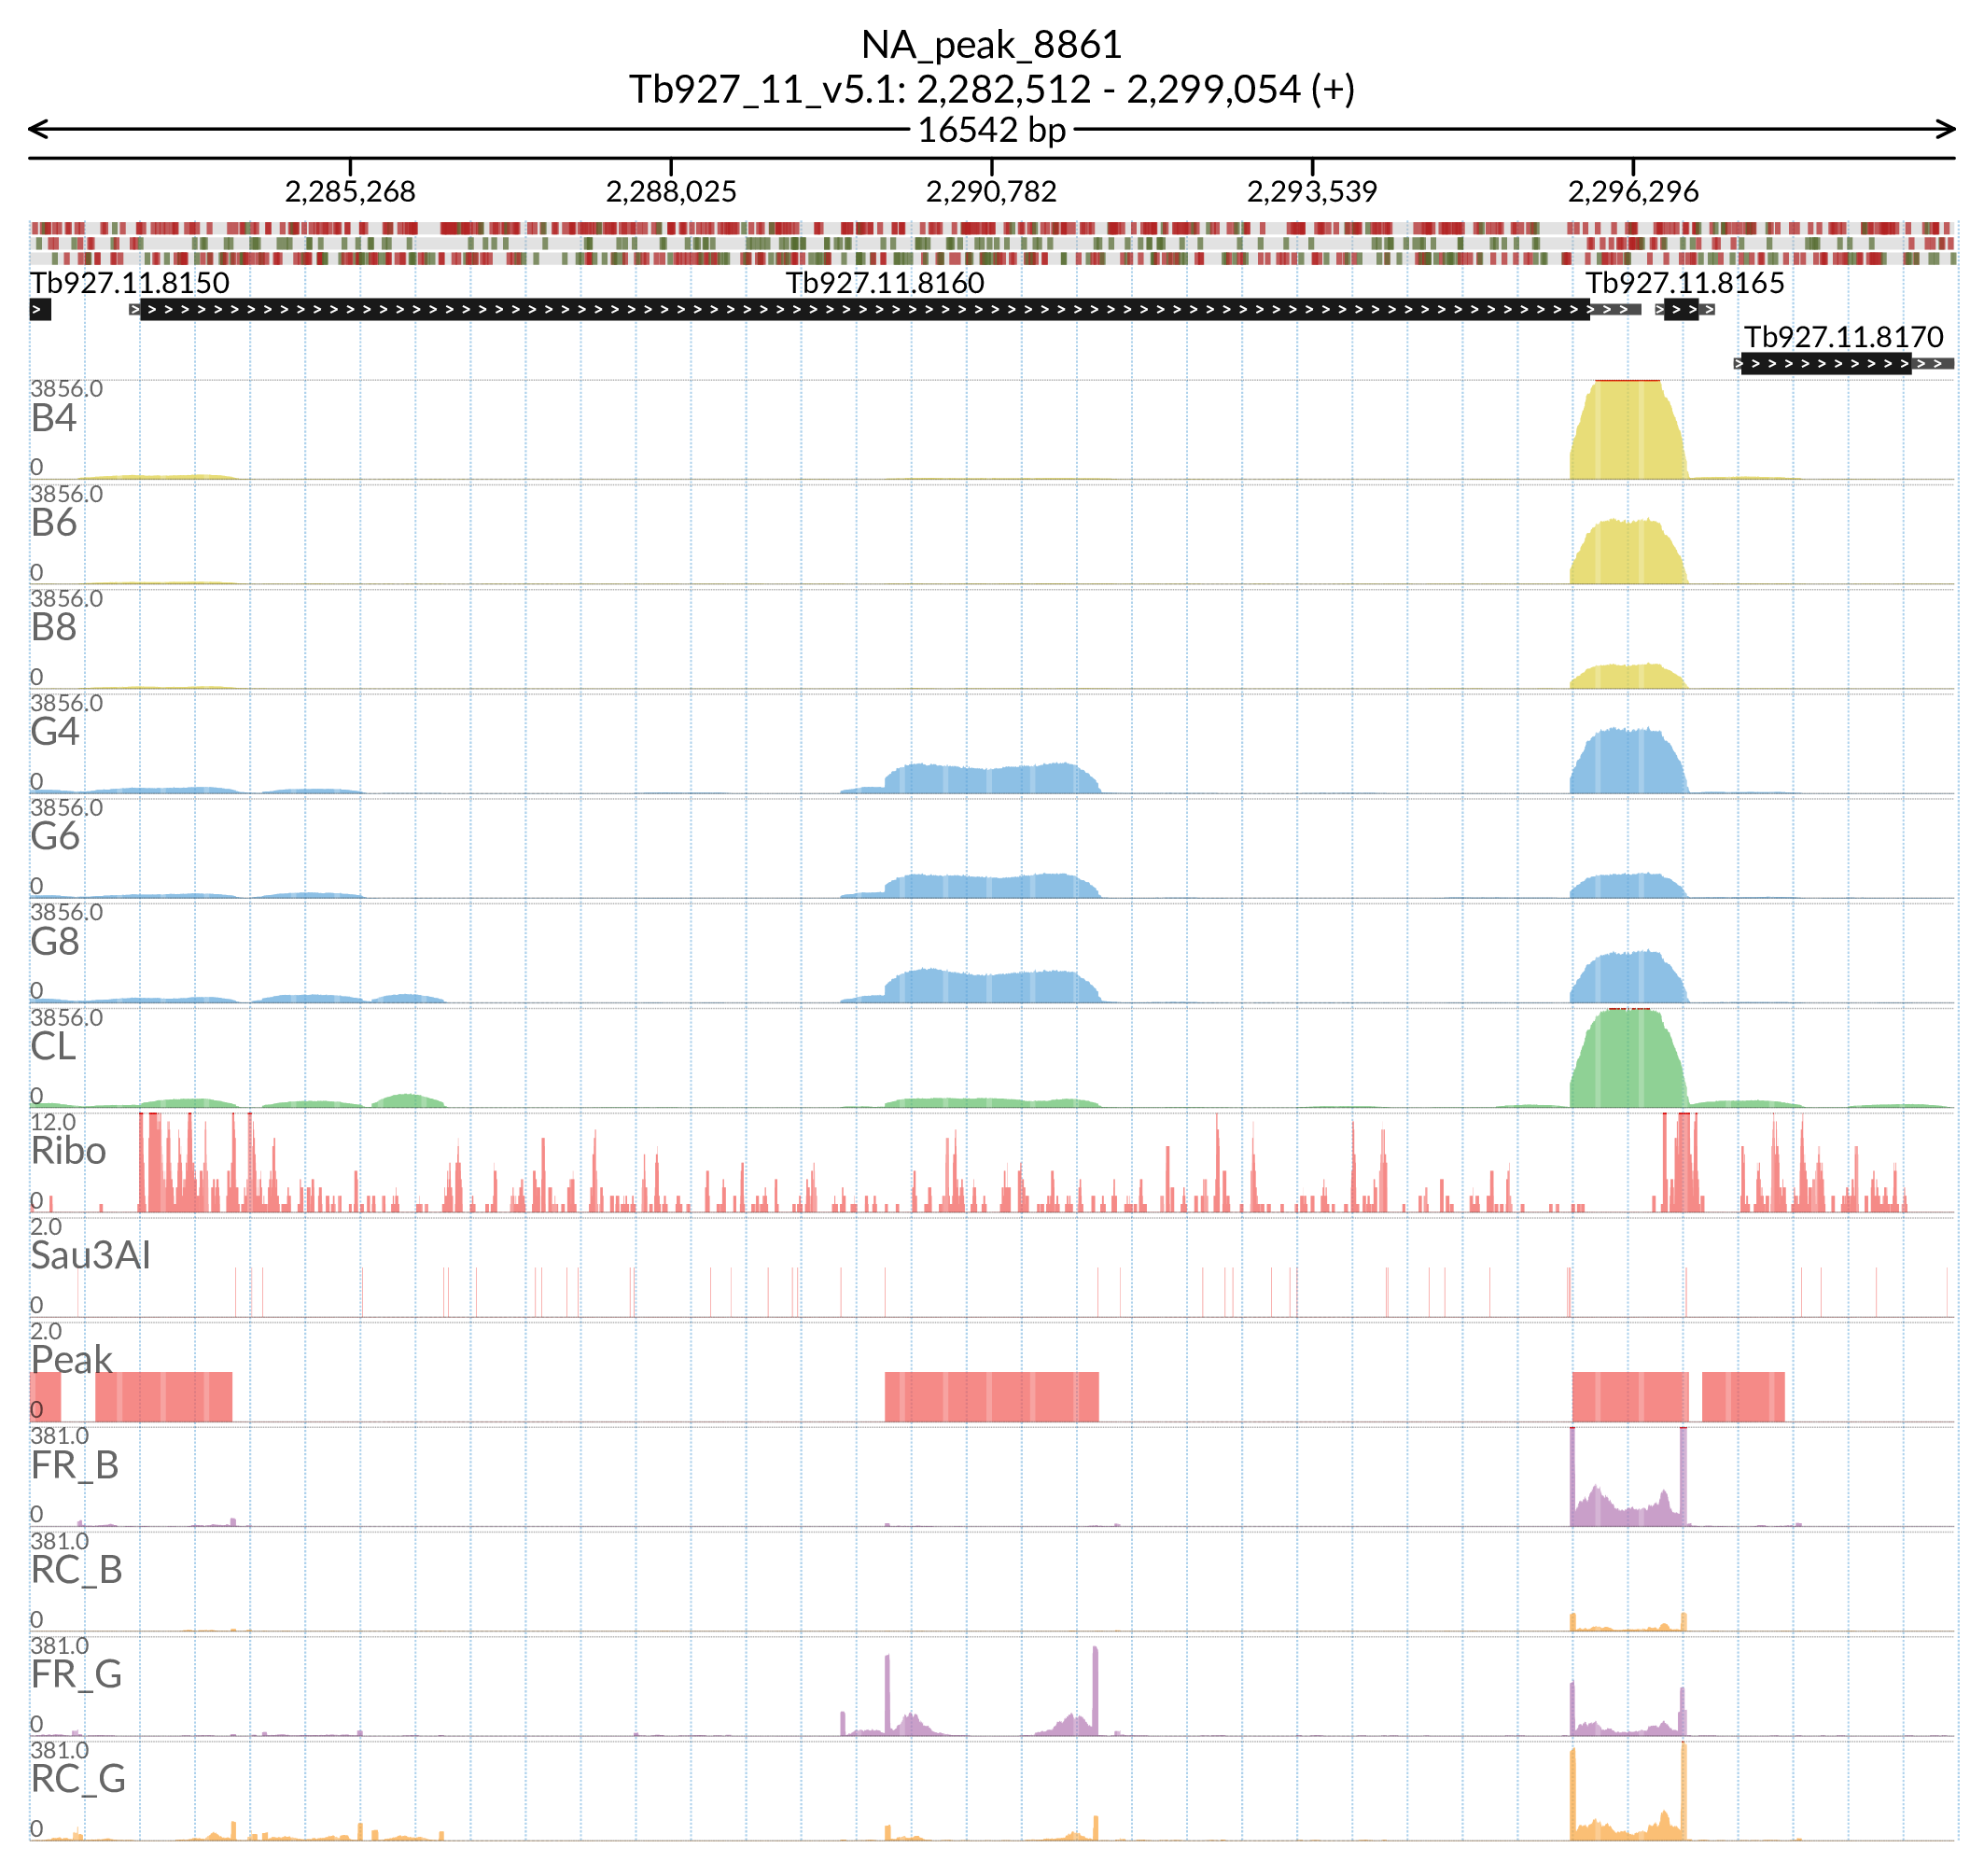 NA_peak_8861
Tb927_11_v5.1: 2,282,512 - 2,299,054 (+)
16542 bp
2,285,268 2,288,025 2,290,782 2,293,539 2,296,296
Tb927.11.8150 Tb927.11.8160 Tb927.11.8165
Tb927.11.8170
3856.0
B4
0
3856.0
B6
0
3856.0
B8
0
3856.0
G4
0
3856.0
G6
0
3856.0
G8
0
3856.0
CL
0
12.0
Ribo
0
2.0
Sau3AI
0
2.0
Peak
0
381.0
FR_B
0
381.0
RC_B
0
381.0
FR_G
0
381.0
RC_G
0